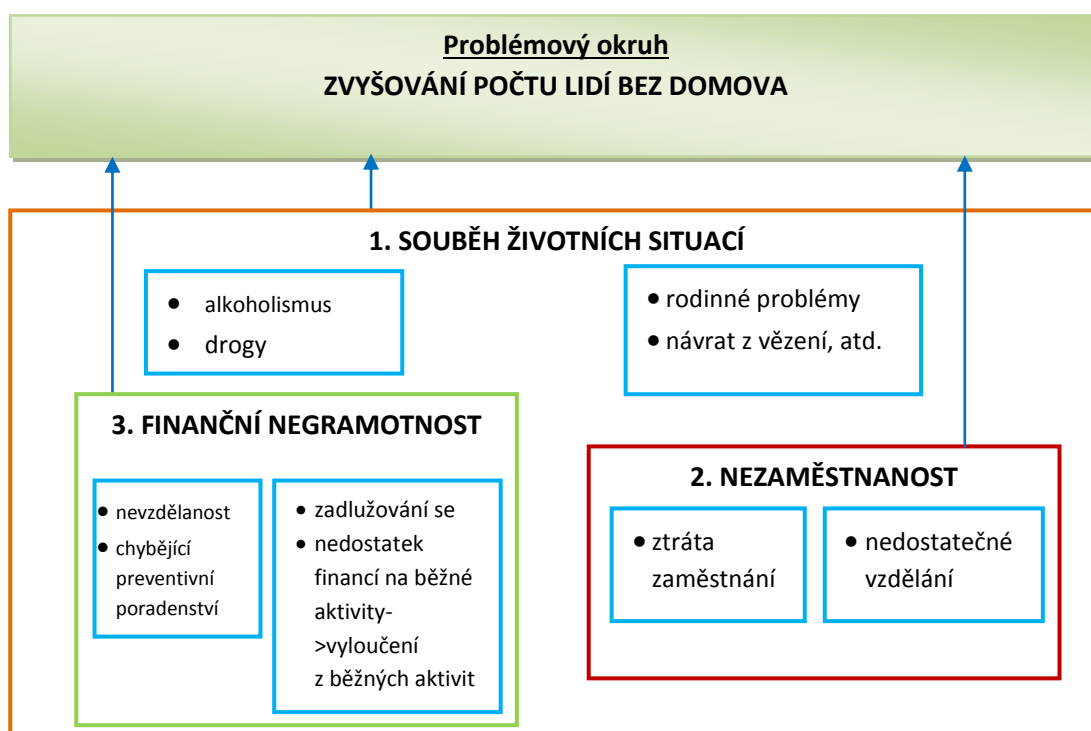 Problémový okruh
ZVYŠOVÁNÍ POČTU LIDÍ BEZ DOMOVA
1. SOUBĚH ŽIVOTNÍCH SITUACÍ
• alkoholismus
• drogy
• rodinné problémy
• návrat z vězení, atd.
3. FINANČNÍ NEGRAMOTNOST
• nevzdělanost
• chybějící
preventivní
poradenství
• zadlužování se
• nedostatek
financí na běžné
aktivity-
>vyloučení
z běžných aktivit
2. NEZAMĚSTNANOST
• ztráta
zaměstnání
• nedostatečné
vzdělání